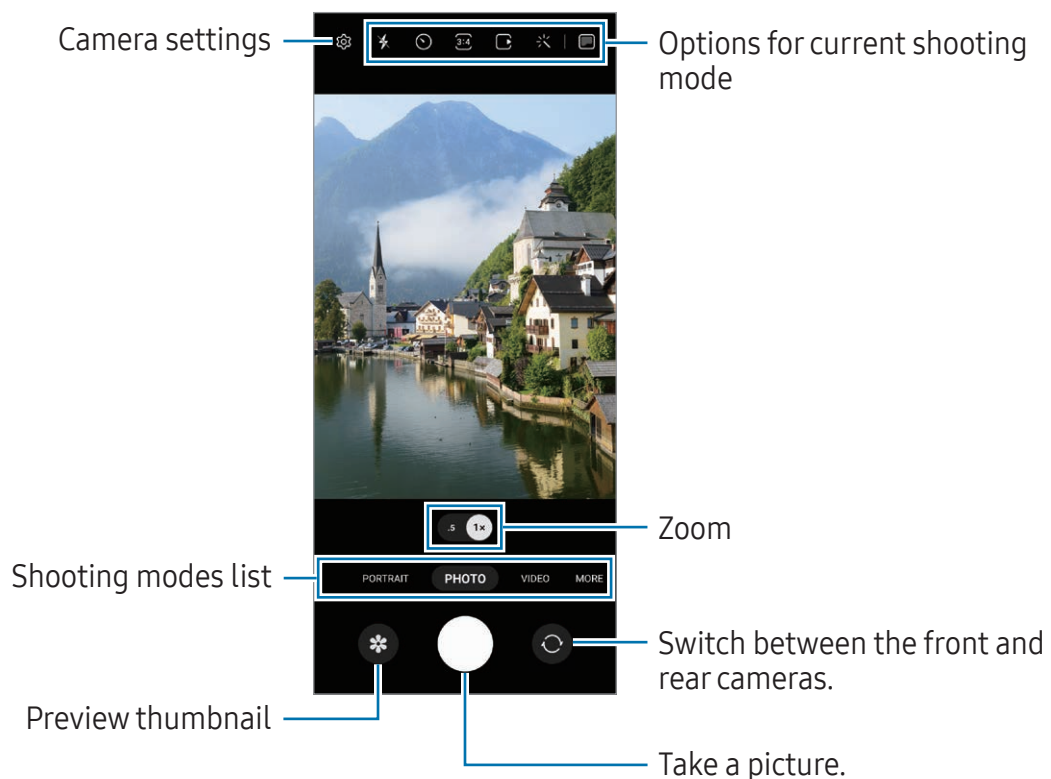 Camera settings
3:4
Options for current shooting
mode
.5 1×
Zoom
Shooting modes list
PORTRAIT PHOTO VIDEO MORE
Switch between the front and
rear cameras.
Preview thumbnail
Take a picture.